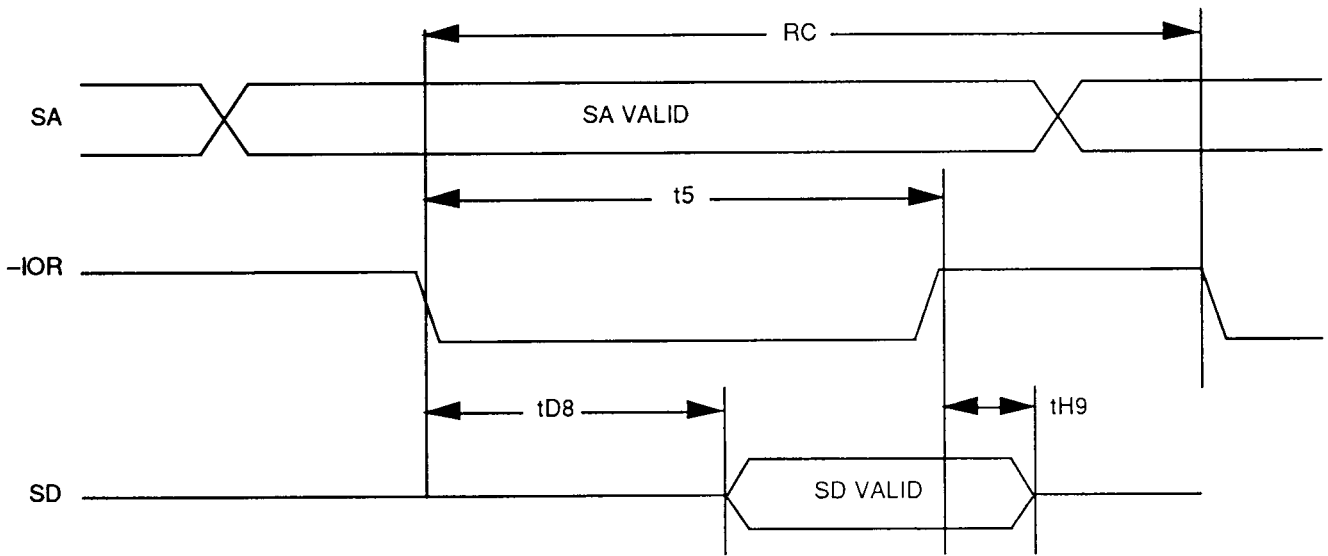 RC
SA
SA VALID
t5
–IOR
tD8
tH9
SD
SD VALID